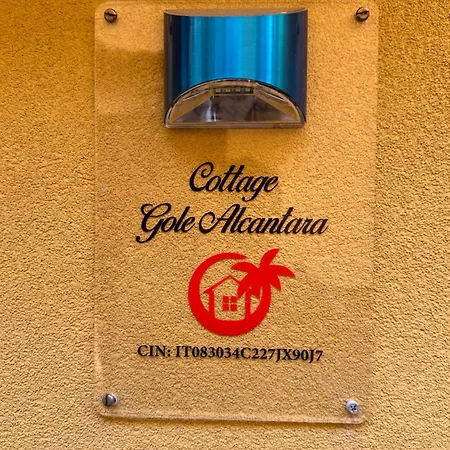 Cottage
Gole Alcantara
CIN: IT083034C227JX90J7